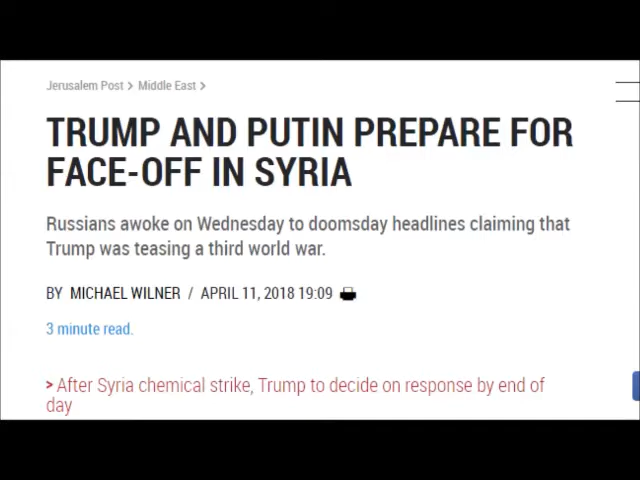 Jerusalem Post > Middle East >
TRUMP AND PUTIN PREPARE FOR
FACE-OFF IN SYRIA
Russians awoke on Wednesday to doomsday headlines claiming that
Trump was teasing a third world war.
BY MICHAEL WILNER / APRIL 11, 2018 19:09
3 minute read.
> After Syria chemical strike, Trump to decide on response by end of
day